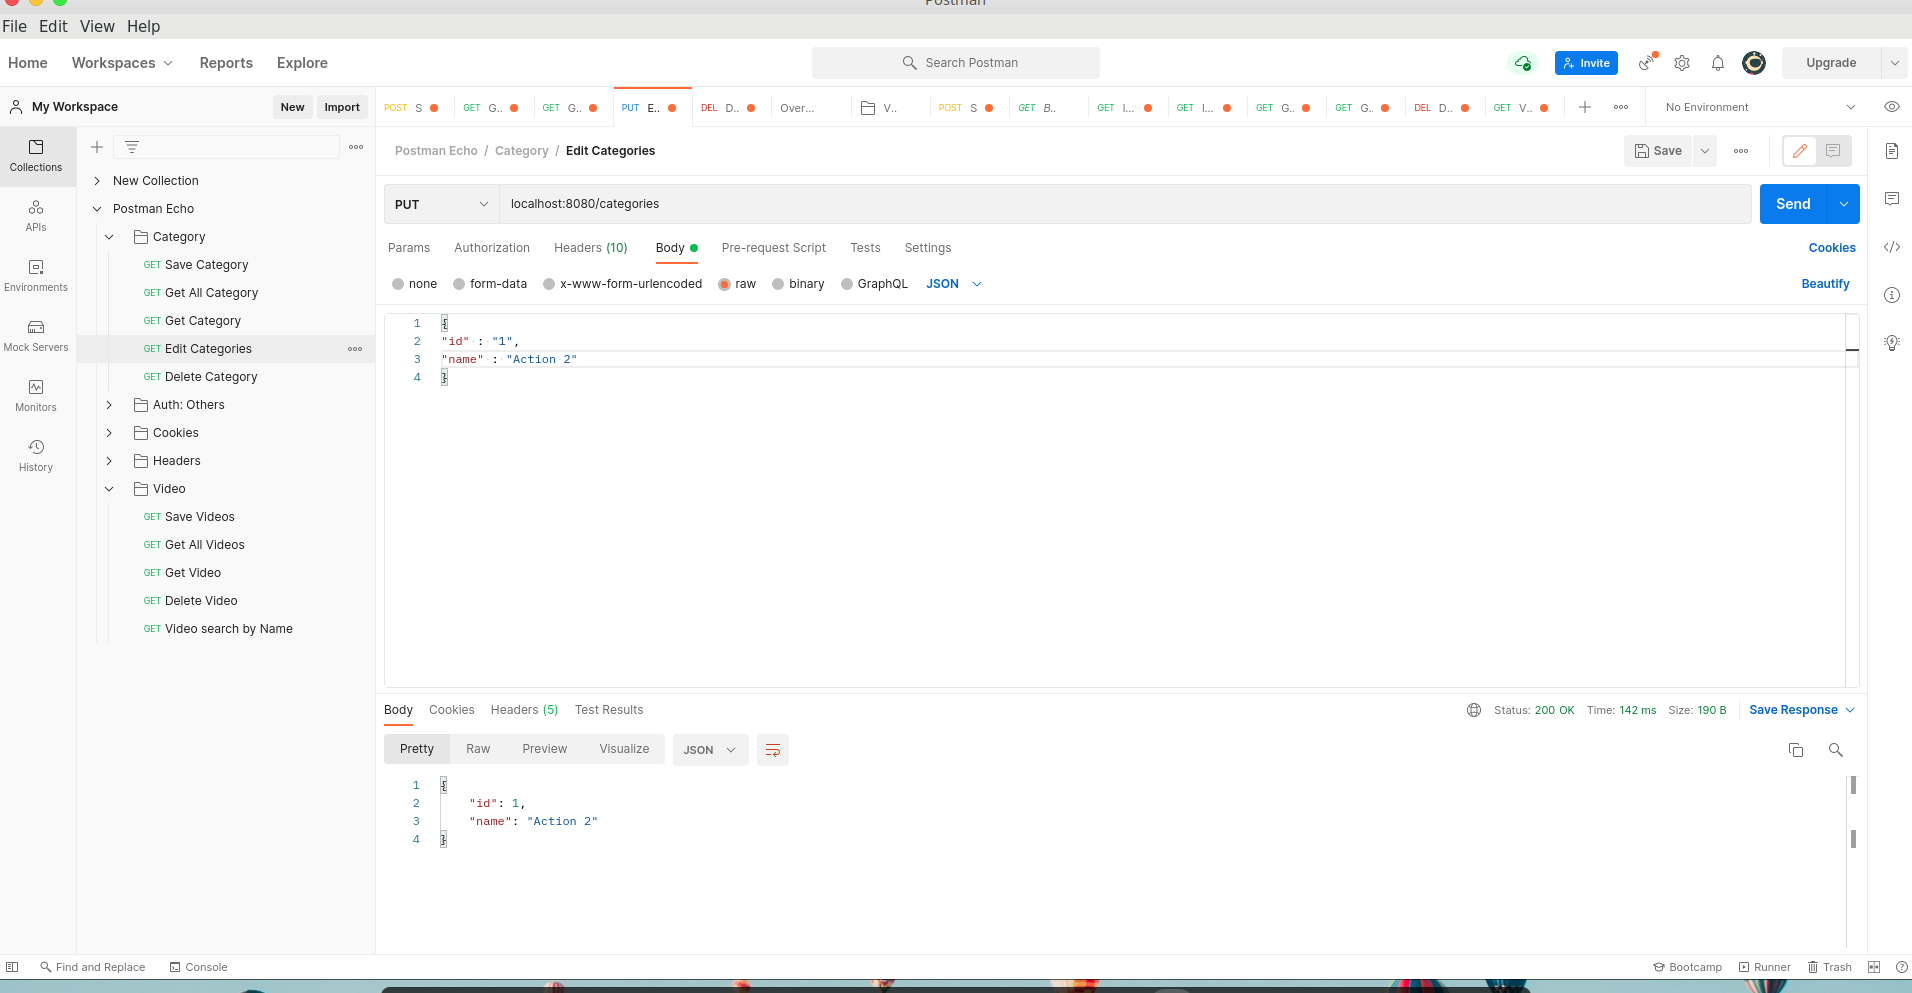 Postman
File Edit View Help
Home Workspaces Reports Explore Search Postman Invite Upgrade
My Workspace New Import POST S GET G.. GET G.. PUT E.. DEL D.. Over... V.. POST S GET B.. GET I... GET I... GET G.. GET G.. DEL D.. GET V.. No Environment
Collections
APIs
Environments
Mock Servers
Monitors
History
New Collection
Postman Echo
Category
GET Save Category
GET Get All Category
GET Get Category
GET Edit Categories
GET Delete Category
Auth: Others
Cookies
Headers
Video
GET Save Videos
GET Get All Videos
GET Get Video
GET Delete Video
GET Video search by Name
Postman Echo / Category / Edit Categories Save
PUT localhost:8080/categories Send
Params Authorization Headers (10) Body Pre-request Script Tests Settings Cookies
none form-data x-www-form-urlencoded raw binary GraphQL JSON Beautify
1 {
2 "id" : "1",
3 "name" : "Action 2"
4 }
Body Cookies Headers (5) Test Results Status: 200 OK Time: 142 ms Size: 190 B Save Response
Pretty Raw Preview Visualize JSON
1 {
2 "id": 1,
3 "name": "Action 2"
4 }
Find and Replace Console Bootcamp Runner Trash